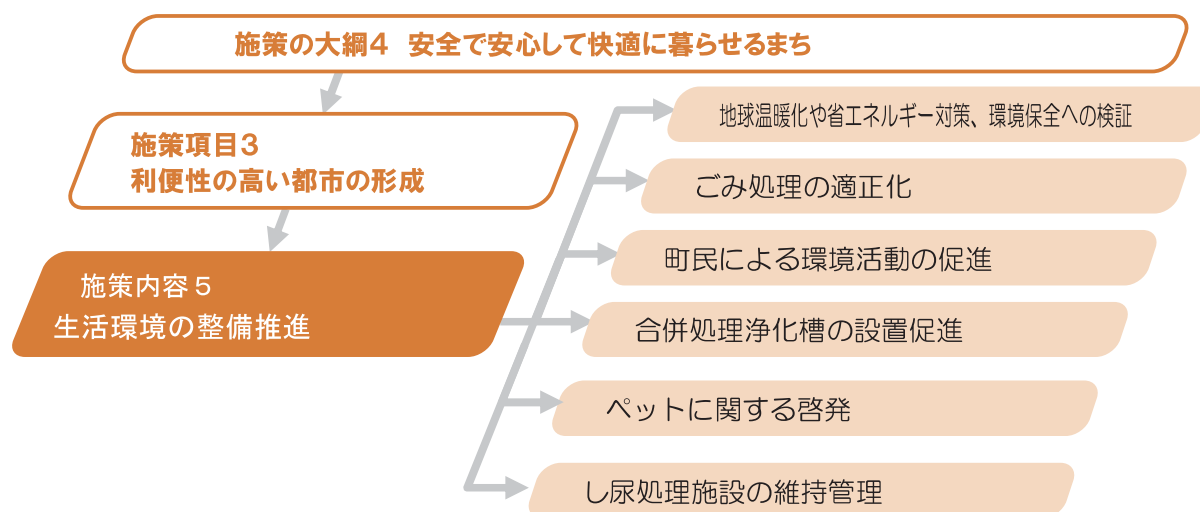 施策の大綱4 安全で安心して快適に暮らせるまち
施策項目3
利便性の高い都市の形成
施策内容5
生活環境の整備推進
地球温暖化や省エネルギー対策、環境保全への検証
ごみ処理の適正化
町民による環境活動の促進
合併処理浄化槽の設置促進
ペットに関する啓発
し尿処理施設の維持管理